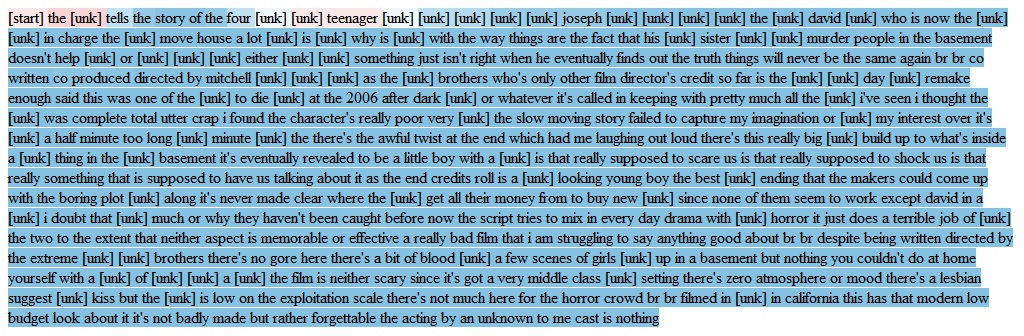 [start] the [unk] tells the story of the four [unk] [unk] teenager [unk] [unk] [unk] [unk] [unk] joseph [unk] [unk] [unk] [unk] the [unk] david [unk] who is now the [unk]
[unk] in charge the [unk] move house a lot [unk] is [unk] why is [unk] with the way things are the fact that his [unk] sister [unk] [unk] murder people in the basement
doesn't help [unk] or [unk] [unk] [unk] either [unk] [unk] something just isn't right when he eventually finds out the truth things will never be the same again br br co
written co produced directed by mitchell [unk] [unk] [unk] as the [unk] brothers who's only other film director's credit so far is the [unk] [unk] day [unk] remake
enough said this was one of the [unk] to die [unk] at the 2006 after dark [unk] or whatever it's called in keeping with pretty much all the [unk] i've seen i thought the
[unk] was complete total utter crap i found the character's really poor very [unk] the slow moving story failed to capture my imagination or [unk] my interest over it's
[unk] a half minute too long [unk] minute [unk] the there's the awful twist at the end which had me laughing out loud there's this really big [unk] build up to what's inside
a [unk] thing in the [unk] basement it's eventually revealed to be a little boy with a [unk] is that really supposed to scare us is that really supposed to shock us is that
really something that is supposed to have us talking about it as the end credits roll is a [unk] looking young boy the best [unk] ending that the makers could come up
with the boring plot [unk] along it's never made clear where the [unk] get all their money from to buy new [unk] since none of them seem to work except david in a
[unk] i doubt that [unk] much or why they haven't been caught before now the script tries to mix in every day drama with [unk] horror it just does a terrible job of [unk]
the two to the extent that neither aspect is memorable or effective a really bad film that i am struggling to say anything good about br br despite being written directed by
the extreme [unk] brothers there's no gore here there's a bit of blood [unk] a few scenes of girls [unk] up in a basement but nothing you couldn't do at home
yourself with a [unk] of [unk] [unk] a [unk] the film is neither scary since it's got a very middle class [unk] setting there's zero atmosphere or mood there's a lesbian
suggest [unk] kiss but the [unk] is low on the exploitation scale there's not much here for the horror crowd br br filmed in [unk] in california this has that modern low
budget look about it it's not badly made but rather forgettable the acting by an unknown to me cast is nothing